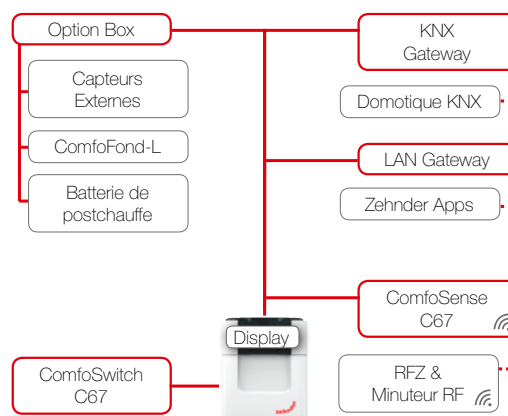 Option Box
KNX
Gateway
Capteurs
Externes
Domotique KNX
ComfoFond-L
LAN Gateway
Batterie de
postchauffe
Zehnder Apps
ComfoSense
C67
Display
ComfoSwitch
C67
RFZ &
Minuteur RF
zehnder